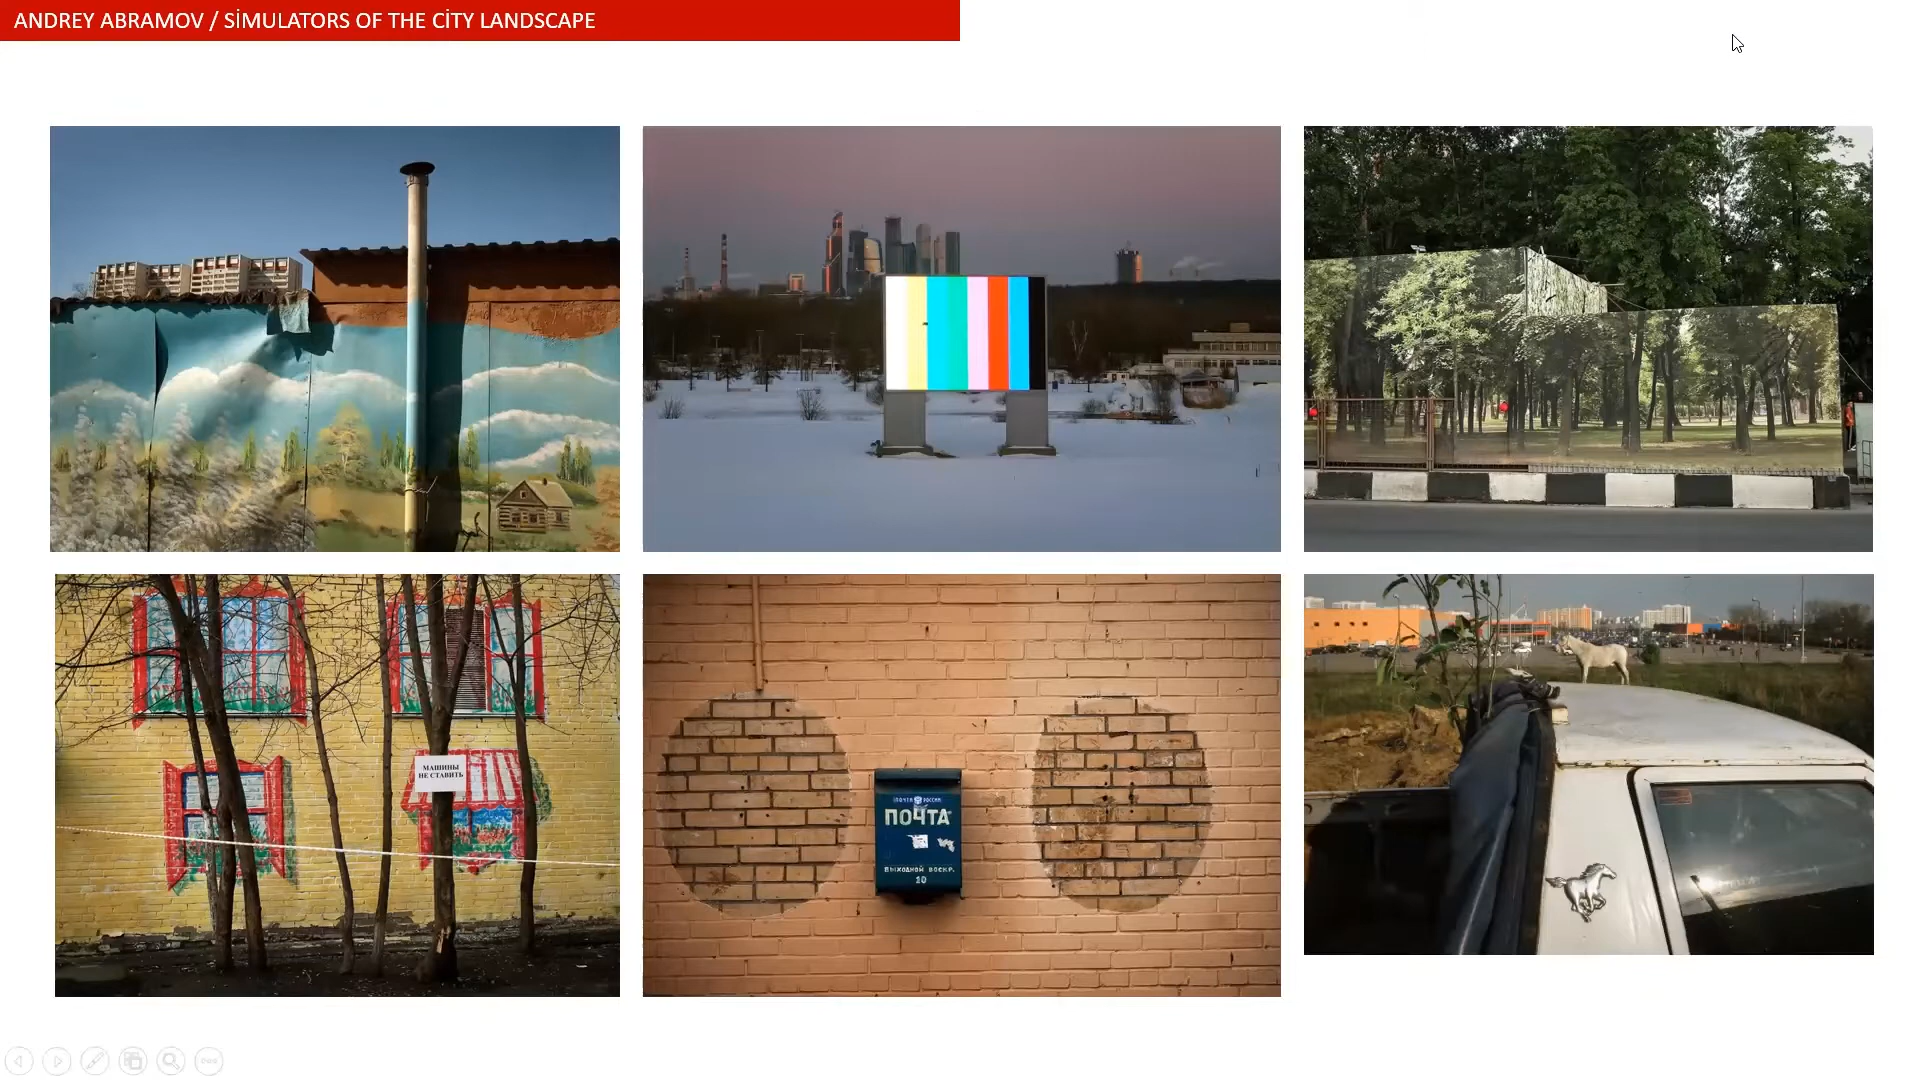 ANDREY ABRAMOV / SİMULATORS OF THE CİTY LANDSCAPE
МАШИНЫ
НЕ СТАВИТЬ
ПОЧТА РОССИИ
ПОЧТА
ВЫХОДНОЙ ВОСКР.
10